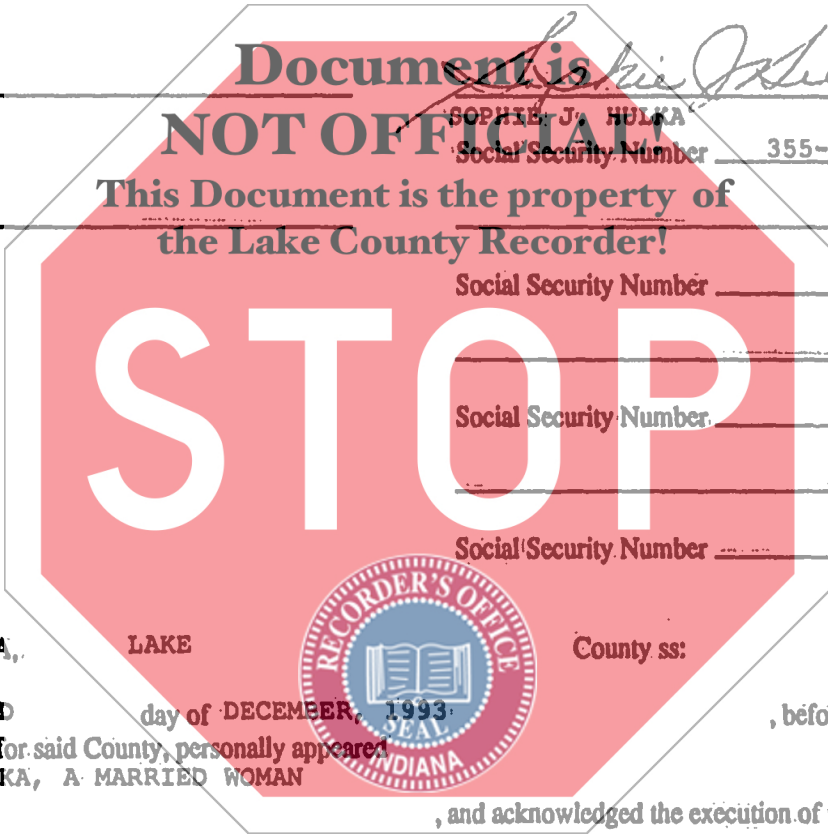 Document is
NOT OFFICIAL!
This Document is the property of
the Lake County Recorder!
STOP
SOPHIE J. HULKA
Social Security Number 355-
Social Security Number
Social Security Number
Social Security Number
RECORDER'S OFFICE
SEAL
INDIANA
LAKE County ss:
day of DECEMBER, 1993 , befo
for said County, personally appeared
KA, A MARRIED WOMAN
, and acknowledged the execution of